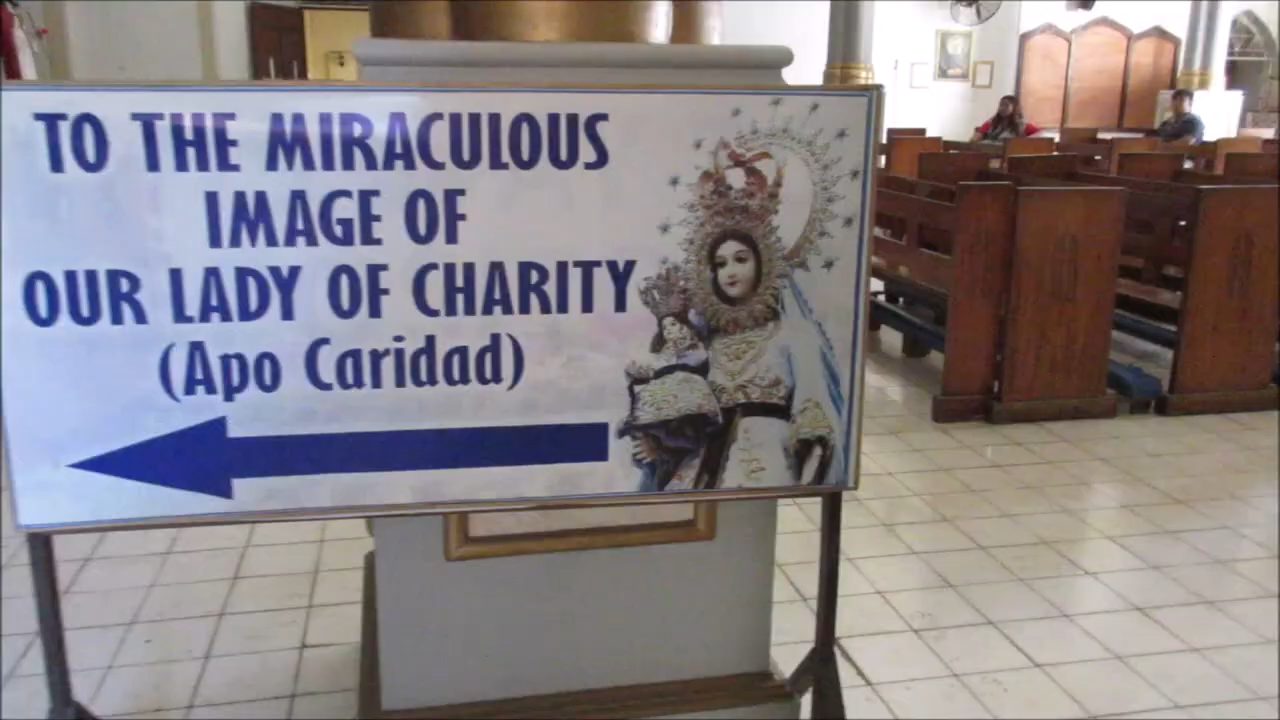 TO THE MIRACULOUS
IMAGE OF
OUR LADY OF CHARITY
(Apo Caridad)